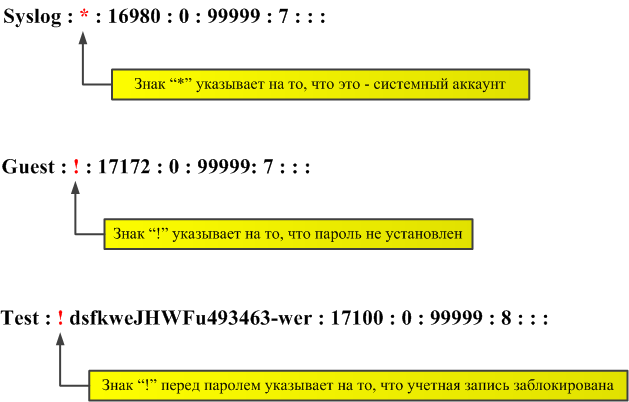 Syslog : * : 16980 : 0 : 99999 : 7 : : :
Знак “*” указывает на то, что это - системный аккаунт
Guest : ! : 17172 : 0 : 99999: 7 : : :
Знак “!” указывает на то, что пароль не установлен
Test : ! dsfkweJHWFu493463-wer : 17100 : 0 : 99999 : 8 : : :
Знак “!” перед паролем указывает на то, что учетная запись заблокирована